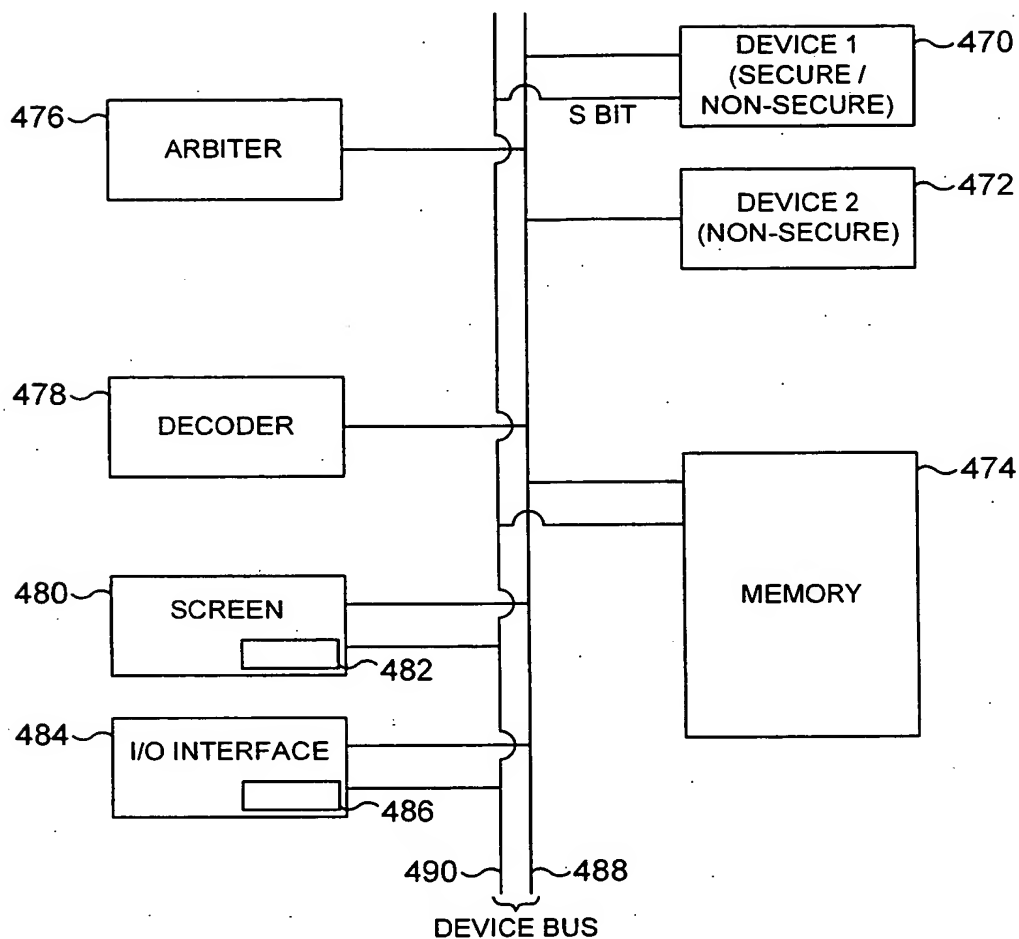 DEVICE 1
(SECURE /
NON-SECURE)
470
S BIT
476
ARBITER
DEVICE 2
(NON-SECURE)
472
478
DECODER
474
MEMORY
480
SCREEN
482
484
I/O INTERFACE
486
490
488
DEVICE BUS